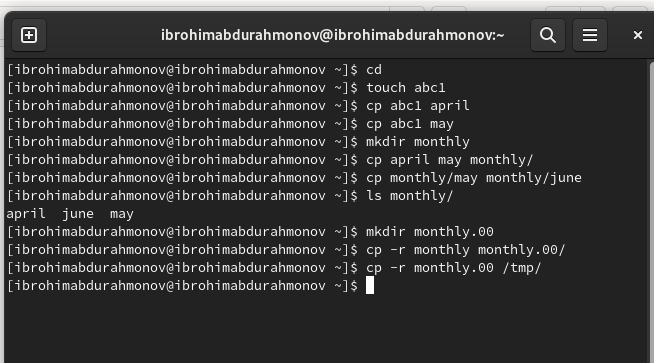 ibrohimabdurahmonov@ibrohimabdurahmonov:~
[ibrohimabdurahmonov@ibrohimabdurahmonov ~]$ cd
[ibrohimabdurahmonov@ibrohimabdurahmonov ~]$ touch abc1
[ibrohimabdurahmonov@ibrohimabdurahmonov ~]$ cp abc1 april
[ibrohimabdurahmonov@ibrohimabdurahmonov ~]$ cp abc1 may
[ibrohimabdurahmonov@ibrohimabdurahmonov ~]$ mkdir monthly
[ibrohimabdurahmonov@ibrohimabdurahmonov ~]$ cp april may monthly/
[ibrohimabdurahmonov@ibrohimabdurahmonov ~]$ cp monthly/may monthly/june
[ibrohimabdurahmonov@ibrohimabdurahmonov ~]$ ls monthly/
april  june  may
[ibrohimabdurahmonov@ibrohimabdurahmonov ~]$ mkdir monthly.00
[ibrohimabdurahmonov@ibrohimabdurahmonov ~]$ cp -r monthly monthly.00/
[ibrohimabdurahmonov@ibrohimabdurahmonov ~]$ cp -r monthly.00 /tmp/
[ibrohimabdurahmonov@ibrohimabdurahmonov ~]$